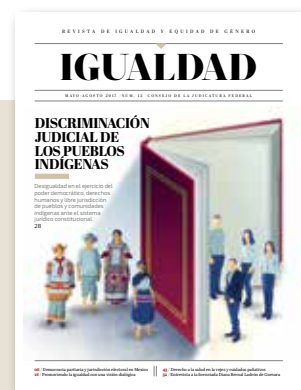 REVISTA DE IGUALDAD Y EQUIDAD DE GÉNERO
IGUALDAD
MAYO-AGOSTO 2017 | NÚM. 12 | CONSEJO DE LA JUDICATURA FEDERAL
DISCRIMINACIÓN
JUDICIAL DE
LOS PUEBLOS
INDÍGENAS
Desigualdad en el ejercicio del
poder democrático, derechos
humanos y libre jurisdicción
de pueblos y comunidades
indígenas ante el sistema
jurídico constitucional.
28
Democracia paritaria y jurisdicción electoral en México
Promoviendo la igualdad con una visión dialógica
Derecho a la salud en la vejez y cuidados paliativos
Entrevista a la licenciada Diana Bernal Ladrón de Guevara